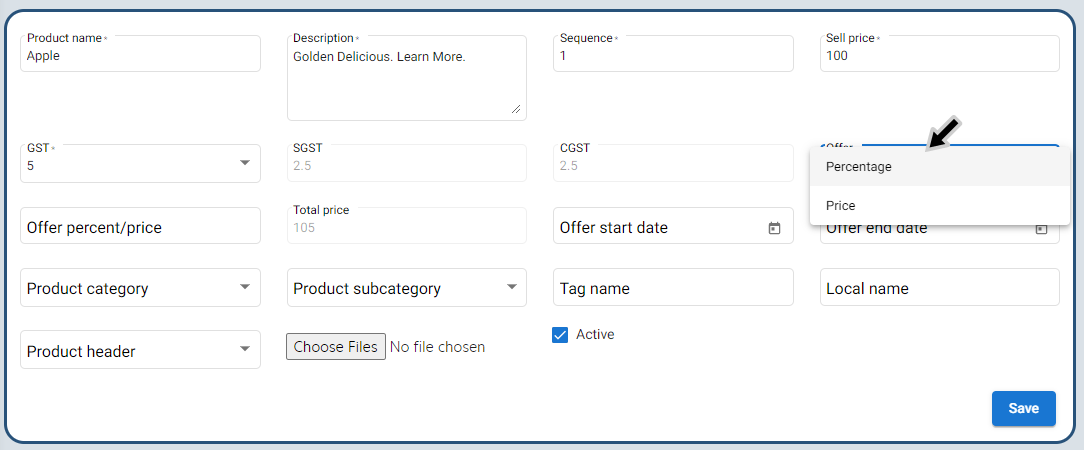 Product name *
Apple
Description *
Golden Delicious. Learn More.
Sequence *
1
Sell price *
100
GST *
5
SGST
2.5
CGST
2.5
Offer
Percentage
Price
Offer percent/price
Total price
105
Offer start date
Offer end date
Product category
Product subcategory
Tag name
Local name
Product header
Choose Files No file chosen
Active
Save